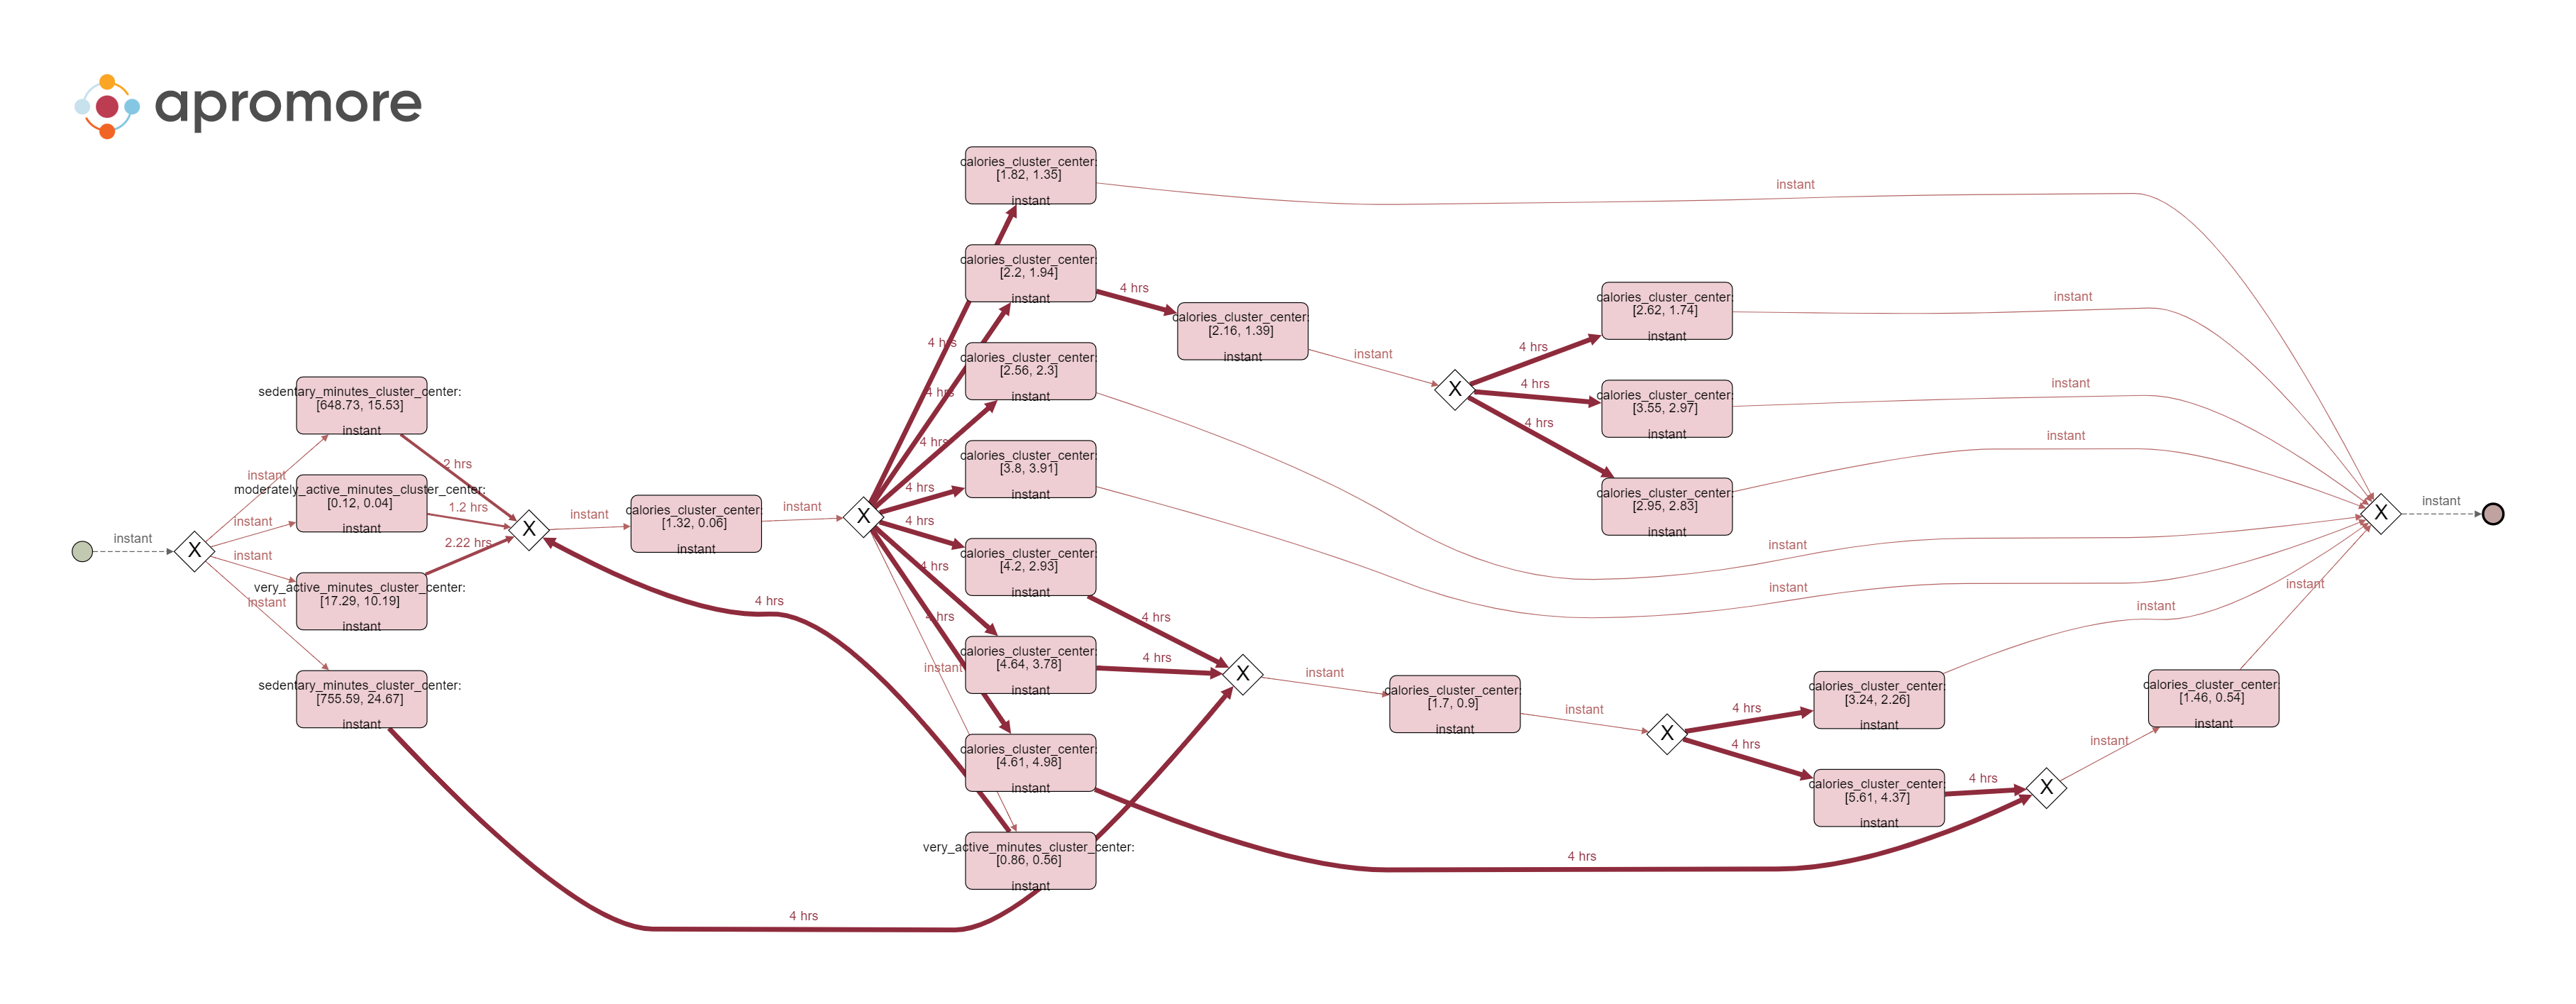 apromore
instant
X
instant
instant
instant
instant
sedentary_minutes_cluster_center:
[648.73, 15.53]
instant
moderately_active_minutes_cluster_center:
[0.12, 0.04]
instant
very_active_minutes_cluster_center:
[17.29, 10.19]
instant
sedentary_minutes_cluster_center:
[755.59, 24.67]
instant
2 hrs
1.2 hrs
2.22 hrs
4 hrs
4 hrs
X
instant
calories_cluster_center:
[1.32, 0.06]
instant
instant
X
4 hrs
4 hrs
4 hrs
4 hrs
4 hrs
4 hrs
4 hrs
instant
calories_cluster_center:
[1.82, 1.35]
instant
calories_cluster_center:
[2.2, 1.94]
instant
calories_cluster_center:
[2.56, 2.3]
instant
calories_cluster_center:
[3.8, 3.91]
instant
calories_cluster_center:
[4.2, 2.93]
instant
calories_cluster_center:
[4.64, 3.78]
instant
calories_cluster_center:
[4.61, 4.98]
instant
very_active_minutes_cluster_center:
[0.86, 0.56]
instant
4 hrs
calories_cluster_center:
[2.16, 1.39]
instant
instant
X
4 hrs
4 hrs
4 hrs
calories_cluster_center:
[2.62, 1.74]
instant
calories_cluster_center:
[3.55, 2.97]
instant
calories_cluster_center:
[2.95, 2.83]
instant
4 hrs
4 hrs
X
instant
calories_cluster_center:
[1.7, 0.9]
instant
instant
X
4 hrs
4 hrs
4 hrs
calories_cluster_center:
[3.24, 2.26]
instant
calories_cluster_center:
[5.61, 4.37]
instant
4 hrs
X
instant
calories_cluster_center:
[1.46, 0.54]
instant
instant
instant
instant
instant
instant
instant
instant
instant
X
instant